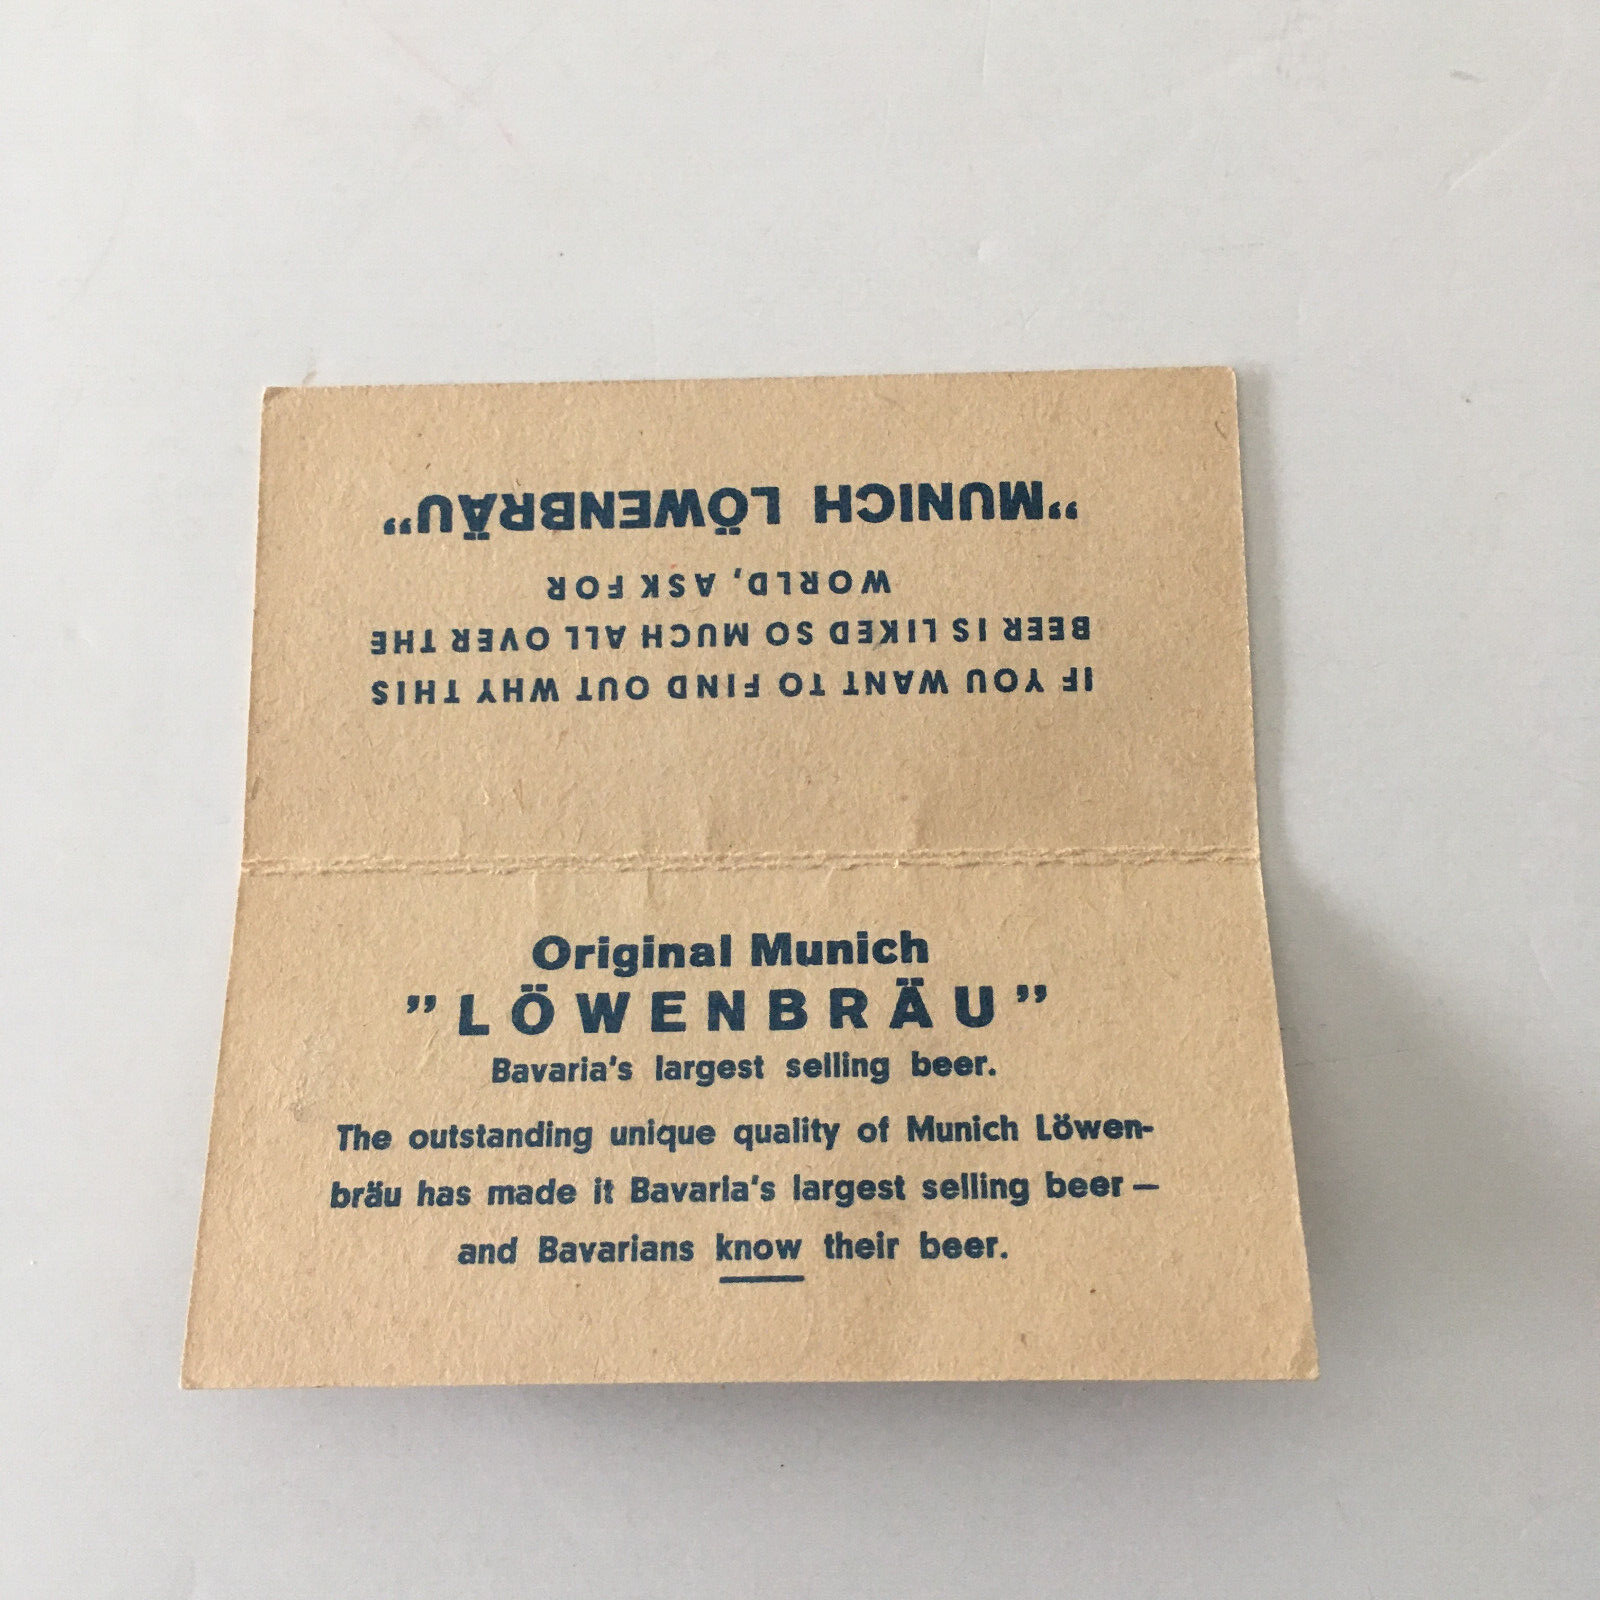 IF YOU WANT TO FIND OUT WHY THIS
BEER IS LIKED SO MUCH ALL OVER THE
WORLD, ASK FOR
"MUNICH LÖWENBRÄU"
Original Munich
"LÖWENBRÄU"
Bavaria's largest selling beer.
The outstanding unique quality of Munich Löwen-
bräu has made it Bavaria's largest selling beer —
and Bavarians know their beer.